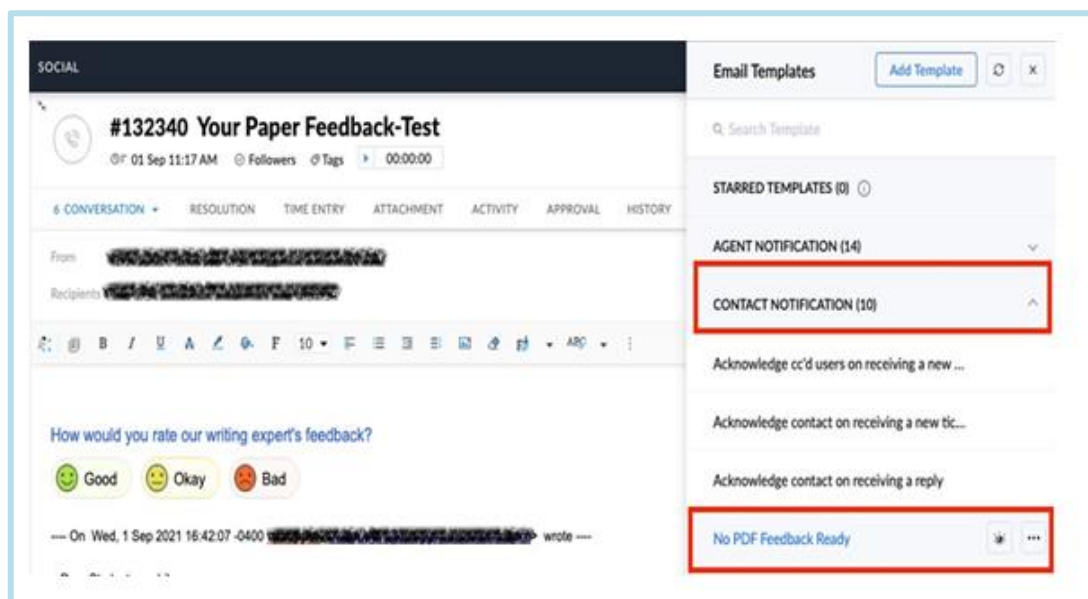 SOCIAL
#132340 Your Paper Feedback-Test
01 Sep 11:17 AM Followers Tags 00:00:00
6 CONVERSATION RESOLUTION TIME ENTRY ATTACHMENT ACTIVITY APPROVAL HISTORY
From
Recipients
B I U A F 10 ABC
How would you rate our writing expert's feedback?
Good Okay Bad
---- On Wed, 1 Sep 2021 16:42:07 -0400 wrote ----
Email Templates Add Template
Search Template
STARRED TEMPLATES (0)
AGENT NOTIFICATION (14)
CONTACT NOTIFICATION (10)
Acknowledge cc'd users on receiving a new ...
Acknowledge contact on receiving a new tic...
Acknowledge contact on receiving a reply
No PDF Feedback Ready